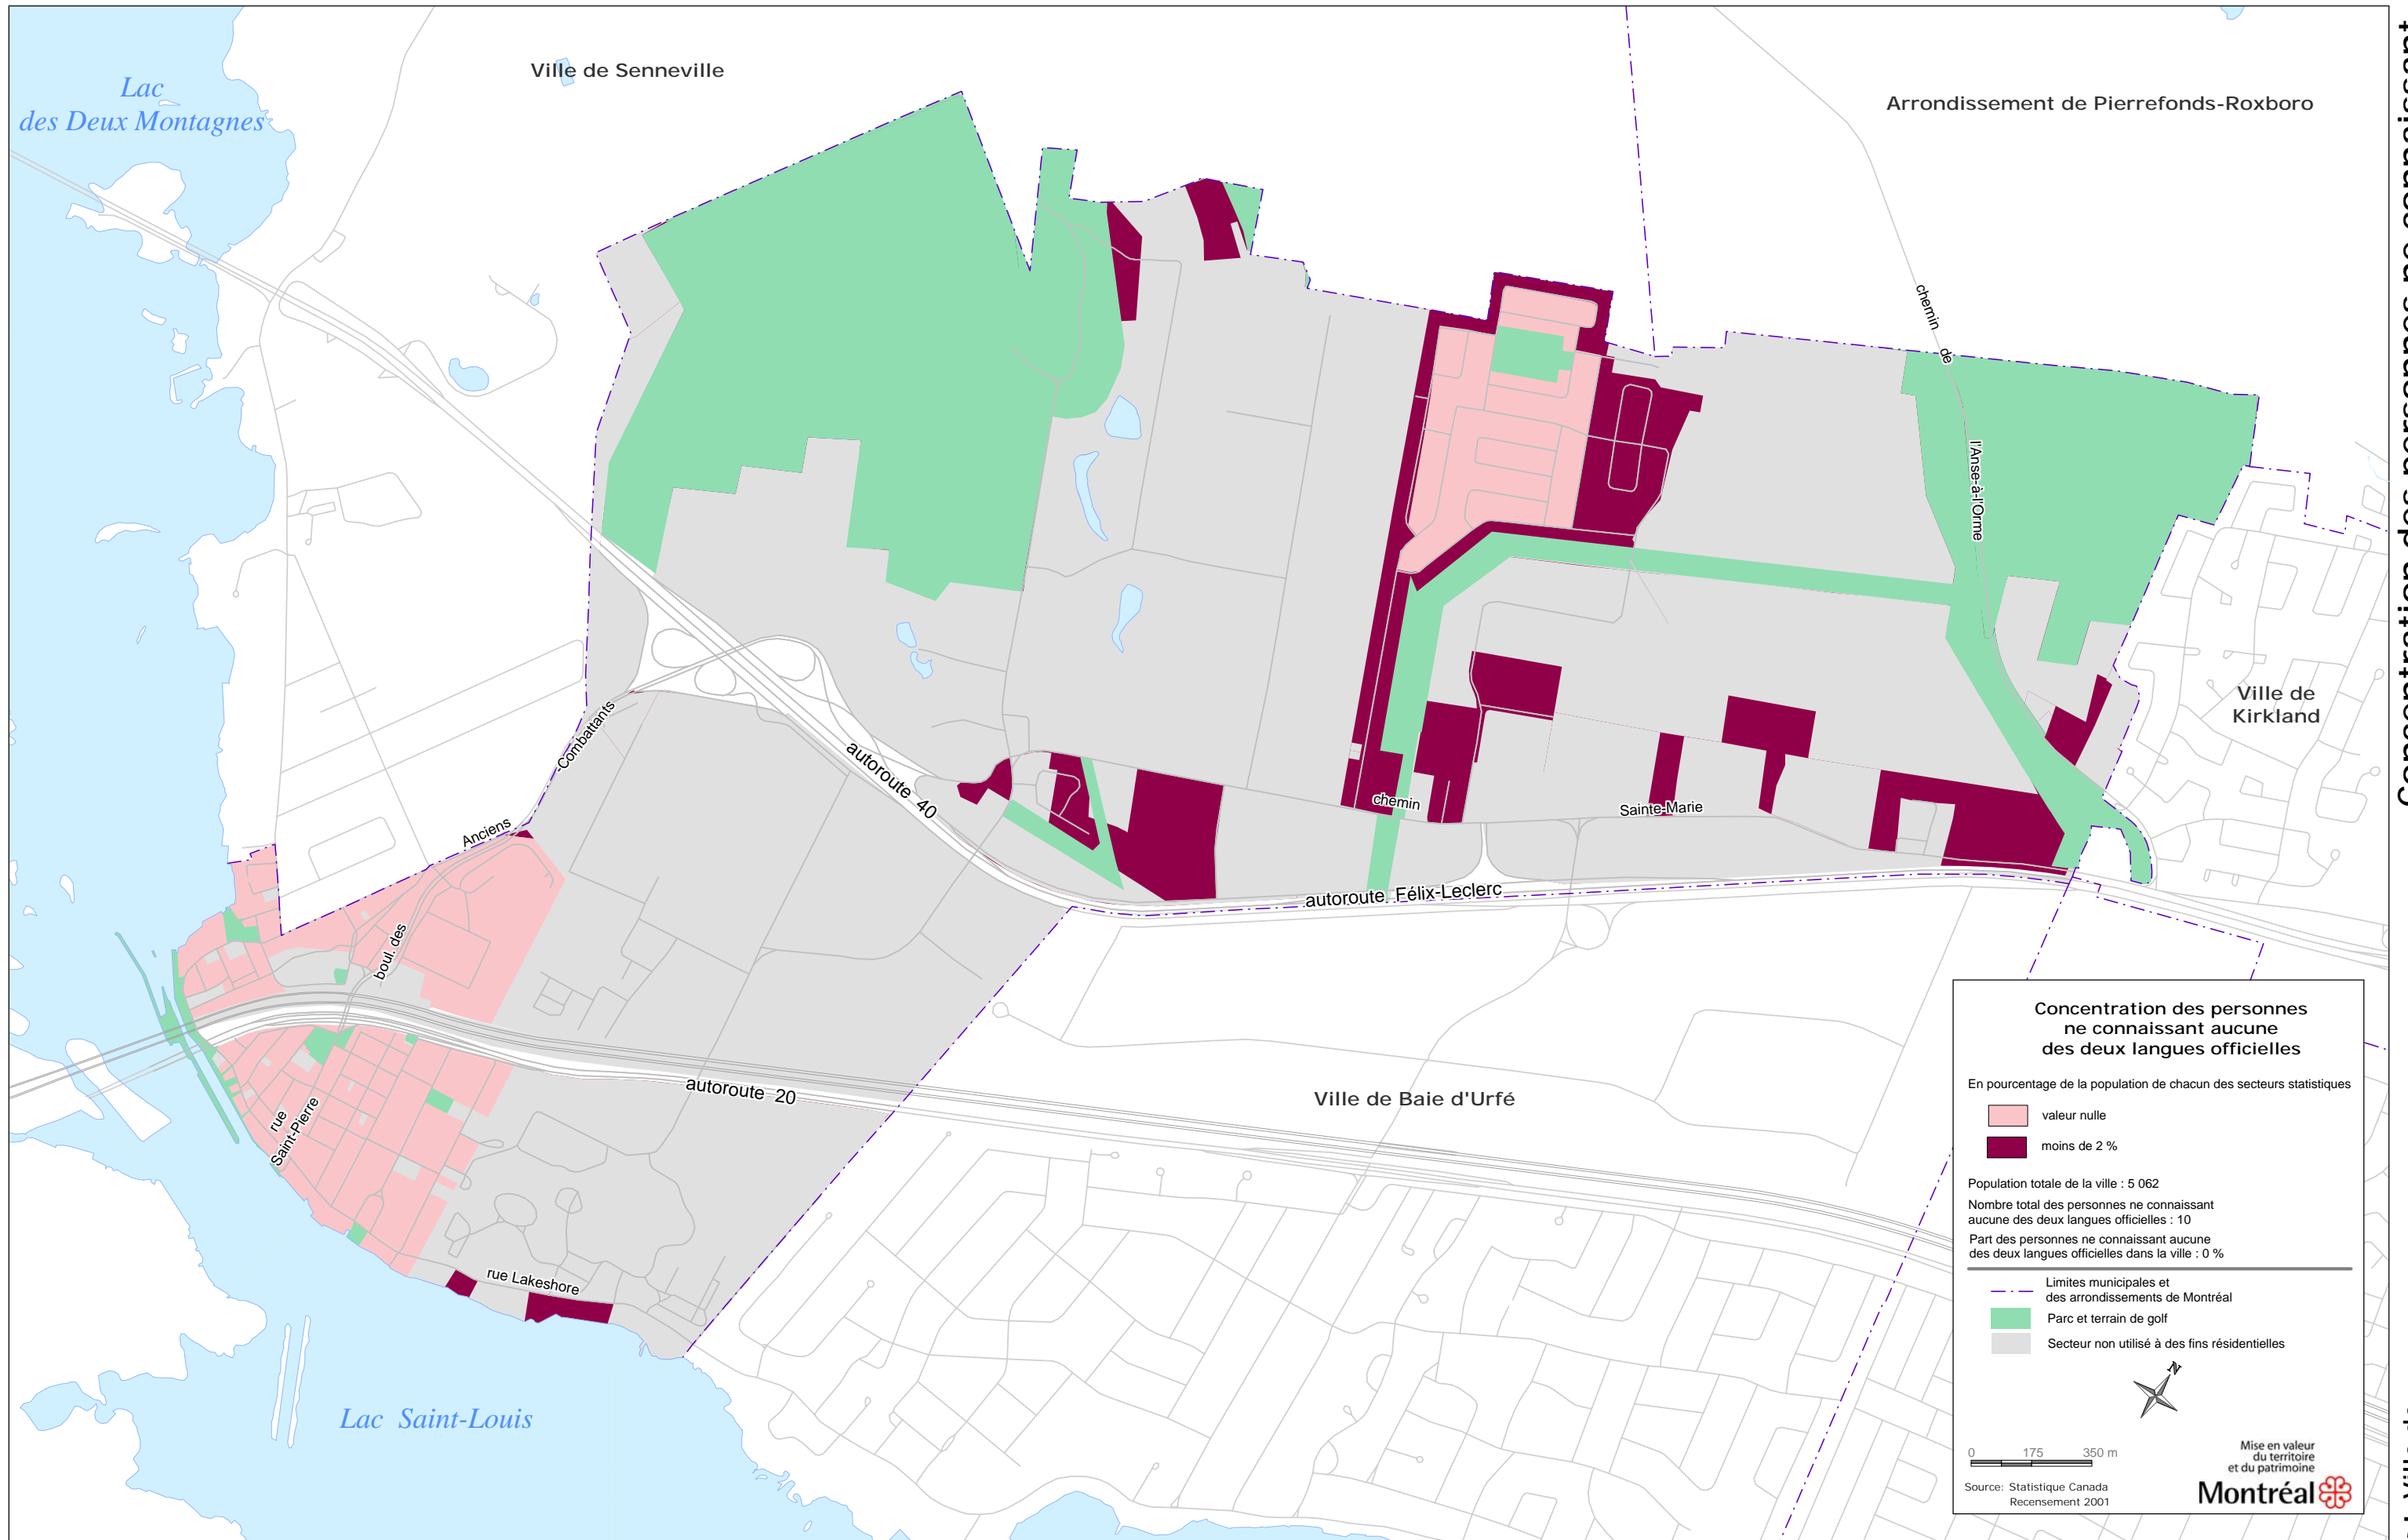 Lac
des Deux Montagnes
Ville de Senneville
Arrondissement de Pierrefonds-Roxboro
chemin
de
l'Anse-à-l'Orme
Ville de
Kirkland
-Combattants
Anciens
boul. des
autoroute 40
chemin
Sainte-Marie
autoroute Félix-Leclerc
autoroute 20
rue
Saint-Pierre
rue Lakeshore
Ville de Baie d'Urfé
Lac Saint-Louis
Concentration des personnes
ne connaissant aucune
des deux langues officielles
En pourcentage de la population de chacun des secteurs statistiques
valeur nulle
moins de 2 %
Population totale de la ville : 5 062
Nombre total des personnes ne connaissant
aucune des deux langues officielles : 10
Part des personnes ne connaissant aucune
des deux langues officielles dans la ville : 0 %
Limites municipales et
des arrondissements de Montréal
Parc et terrain de golf
Secteur non utilisé à des fins résidentielles
N
0 175 350 m
Source: Statistique Canada
Recensement 2001
Mise en valeur
du territoire
et du patrimoine
Montréal